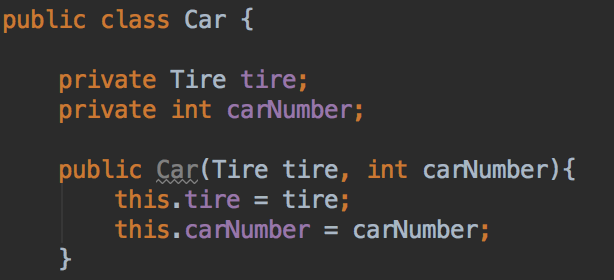 public class Car {
private Tire tire;
private int carNumber;
public Car(Tire tire, int carNumber){
this.tire = tire;
this.carNumber = carNumber;
}